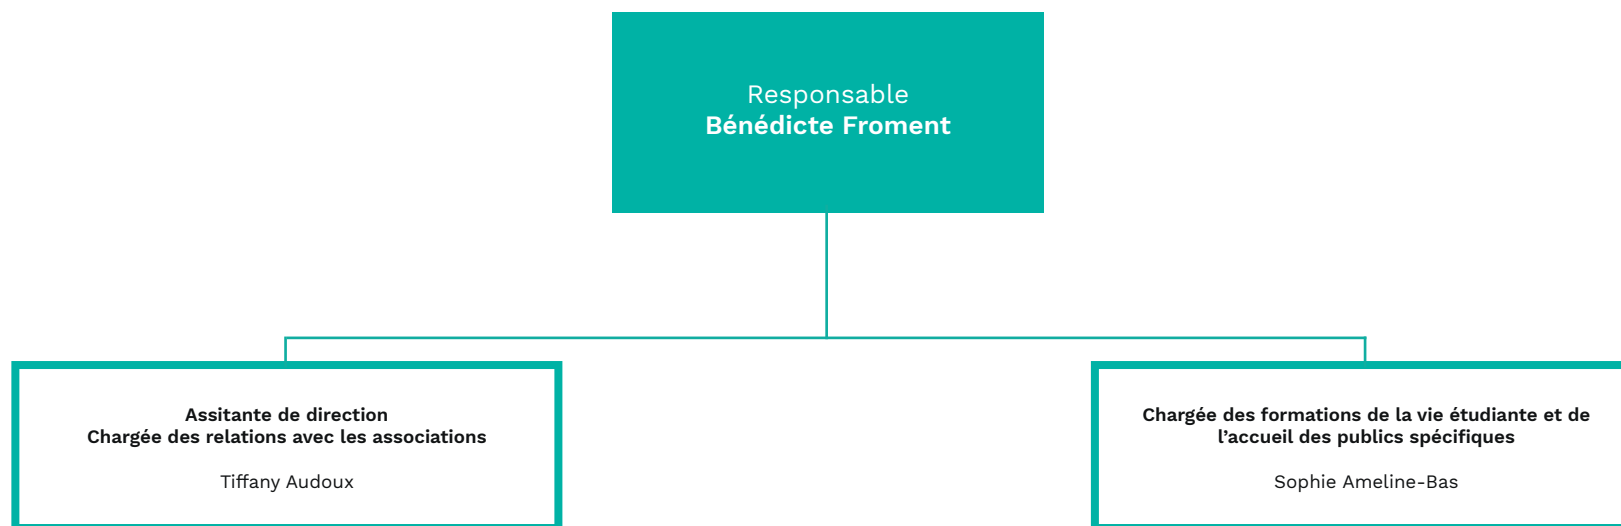 Responsable
Bénédicte Froment
Assitante de direction
Chargée des relations avec les associations
Tiffany Audoux
Chargée des formations de la vie étudiante et de
l’accueil des publics spécifiques
Sophie Ameline-Bas